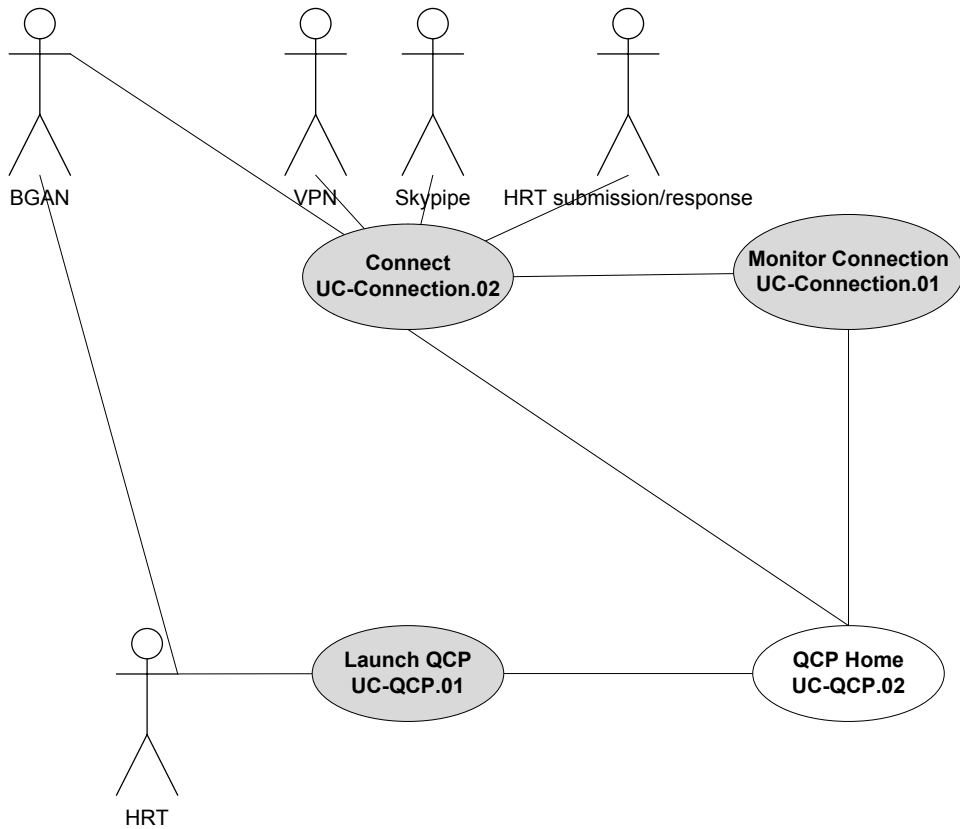 BGAN
VPN
Skypipe
HRT submission/response
Connect
UC-Connection.02
Monitor Connection
UC-Connection.01
Launch QCP
UC-QCP.01
QCP Home
UC-QCP.02
HRT